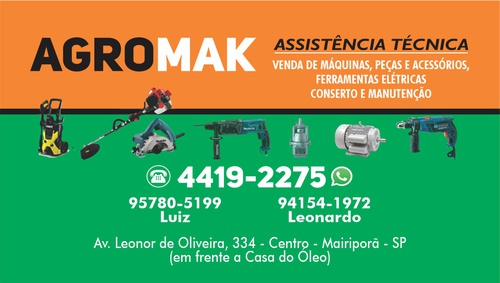 AGROMAK
ASSISTÊNCIA TÉCNICA
VENDA DE MÁQUINAS, PEÇAS E ACESSÓRIOS,
FERRAMENTAS ELÉTRICAS
CONSERTO E MANUTENÇÃO
4419-2275
95780-5199
Luiz
94154-1972
Leonardo
Av. Leonor de Oliveira, 334 - Centro - Mairiporã - SP
(em frente a Casa do Óleo)